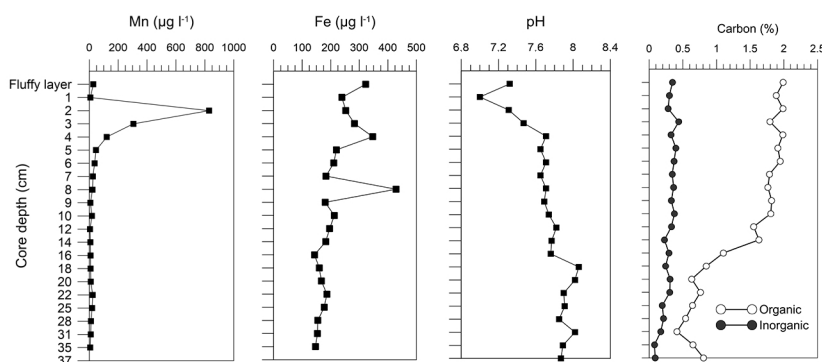 Mn (µg l⁻¹)
0 200 400 600 800 1000
Fe (µg l⁻¹)
0 100 200 300 400 500
pH
6.8 7.2 7.6 8 8.4
Carbon (%)
0 0.5 1 1.5 2 2.5
Core depth (cm)
Fluffy layer
1
2
3
4
5
6
7
8
9
10
12
14
16
18
20
22
25
28
31
35
37
Organic
Inorganic